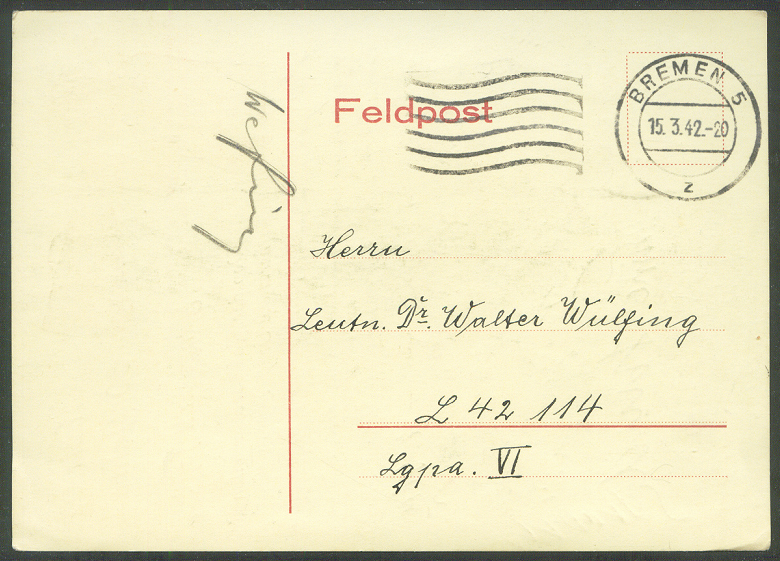 Feldpost
BREMEN 5
15.3.42.-20
z
Herrn
Leutn. Dr. Walter Wülfing
L 42 114
Lgpa. VI